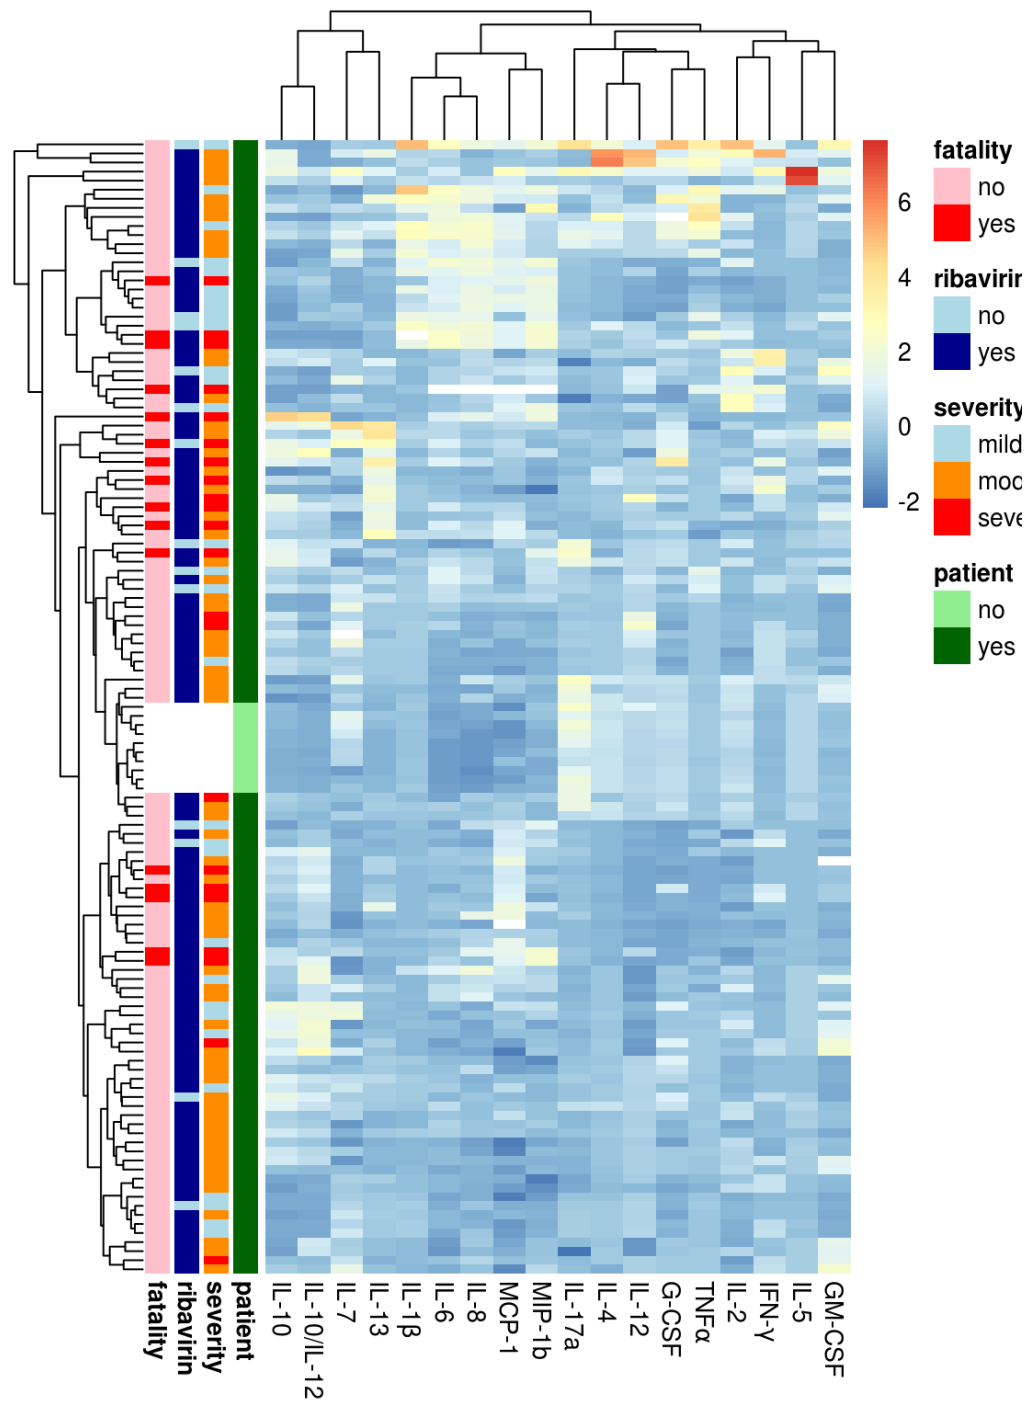 fatality
no
yes
6
ribavirin
no
yes
4
2
severity
mild
mod
seve
0
-2
patient
no
yes
fatality
ribavirin
severity
patient
IL-10
IL-10/IL-12
IL-7
IL-13
IL-1β
IL-6
IL-8
MCP-1
MIP-1b
IL-17a
IL-4
IL-12
G-CSF
TNFα
IL-2
IFN-γ
IL-5
GM-CSF